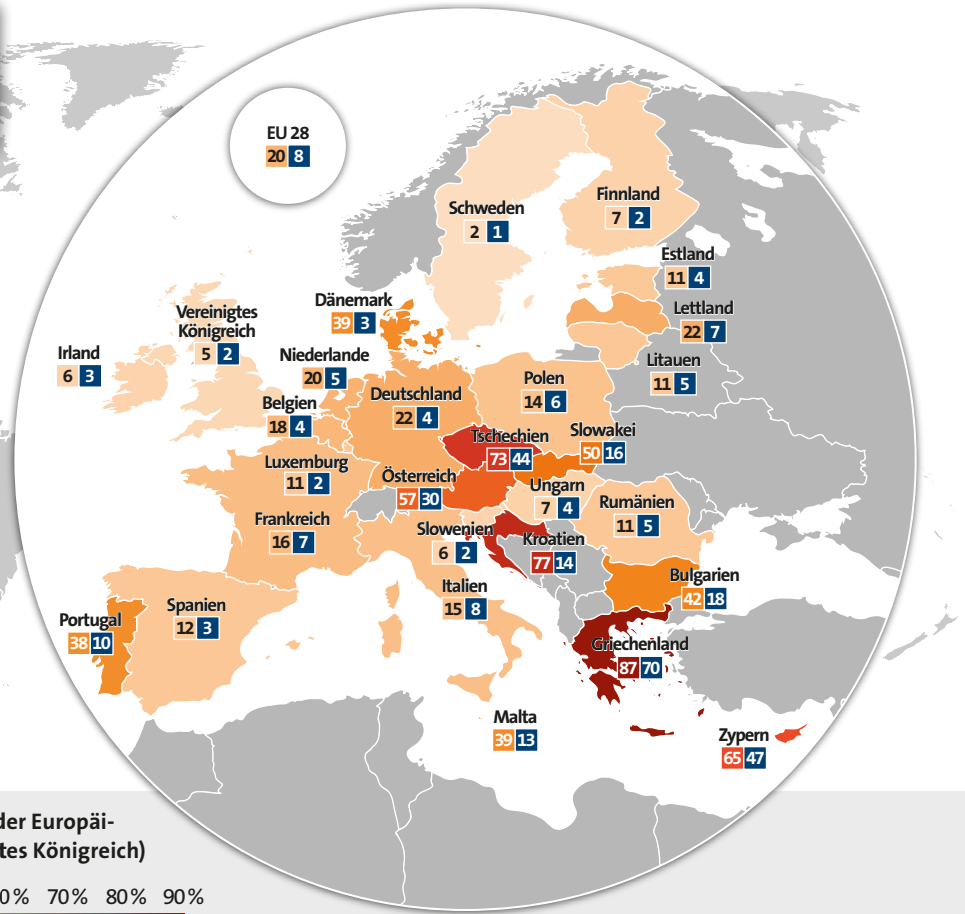 EU 28
20 8
Finnland
7 2
Schweden
2 1
Estland
11 4
Dänemark
39 3
Lettland
22 7
Vereinigtes
Königreich
5 2
Irland
6 3
Niederlande
20 5
Litauen
11 5
Polen
14 6
Deutschland
22 4
Belgien
18 4
Tschechien
73 44
Slowakei
50 16
Luxemburg
11 2
Österreich
57 30
Ungarn
7 4
Rumänien
11 5
Frankreich
16 7
Slowenien
6 2
Kroatien
77 14
Bulgarien
42 18
Italien
15 8
Spanien
12 3
Portugal
38 10
Griechenland
87 70
Malta
39 13
Zypern
65 47
der Europäi-
tes Königreich)
0 % 70 % 80 % 90 %